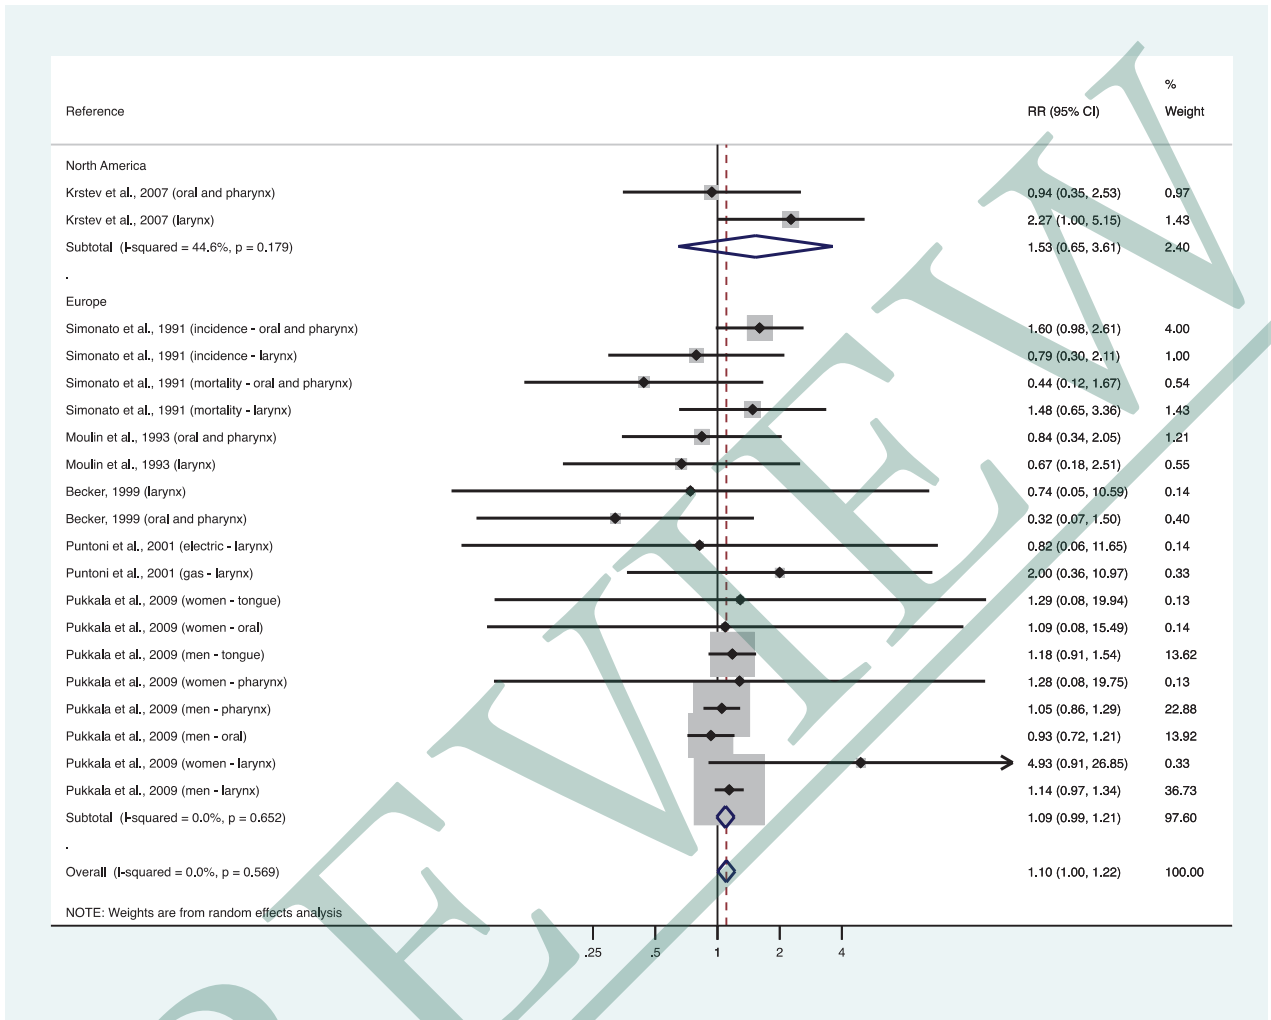 %
Reference RR (95% CI) Weight
North America
Krstev et al., 2007 (oral and pharynx) 0.94 (0.35, 2.53) 0.97
Krstev et al., 2007 (larynx) 2.27 (1.00, 5.15) 1.43
Subtotal (I-squared = 44.6%, p = 0.179) 1.53 (0.65, 3.61) 2.40
.
Europe
Simonato et al., 1991 (incidence - oral and pharynx) 1.60 (0.98, 2.61) 4.00
Simonato et al., 1991 (incidence - larynx) 0.79 (0.30, 2.11) 1.00
Simonato et al., 1991 (mortality - oral and pharynx) 0.44 (0.12, 1.67) 0.54
Simonato et al., 1991 (mortality - larynx) 1.48 (0.65, 3.36) 1.43
Moulin et al., 1993 (oral and pharynx) 0.84 (0.34, 2.05) 1.21
Moulin et al., 1993 (larynx) 0.67 (0.18, 2.51) 0.55
Becker, 1999 (larynx) 0.74 (0.05, 10.59) 0.14
Becker, 1999 (oral and pharynx) 0.32 (0.07, 1.50) 0.40
Puntoni et al., 2001 (electric - larynx) 0.82 (0.06, 11.65) 0.14
Puntoni et al., 2001 (gas - larynx) 2.00 (0.36, 10.97) 0.33
Pukkala et al., 2009 (women - tongue) 1.29 (0.08, 19.94) 0.13
Pukkala et al., 2009 (women - oral) 1.09 (0.08, 15.49) 0.14
Pukkala et al., 2009 (men - tongue) 1.18 (0.91, 1.54) 13.62
Pukkala et al., 2009 (women - pharynx) 1.28 (0.08, 19.75) 0.13
Pukkala et al., 2009 (men - pharynx) 1.05 (0.86, 1.29) 22.88
Pukkala et al., 2009 (men - oral) 0.93 (0.72, 1.21) 13.92
Pukkala et al., 2009 (women - larynx) 4.93 (0.91, 26.85) 0.33
Pukkala et al., 2009 (men - larynx) 1.14 (0.97, 1.34) 36.73
Subtotal (I-squared = 0.0%, p = 0.652) 1.09 (0.99, 1.21) 97.60
.
Overall (I-squared = 0.0%, p = 0.569) 1.10 (1.00, 1.22) 100.00
NOTE: Weights are from random effects analysis
.25 .5 1 2 4
REVIEW